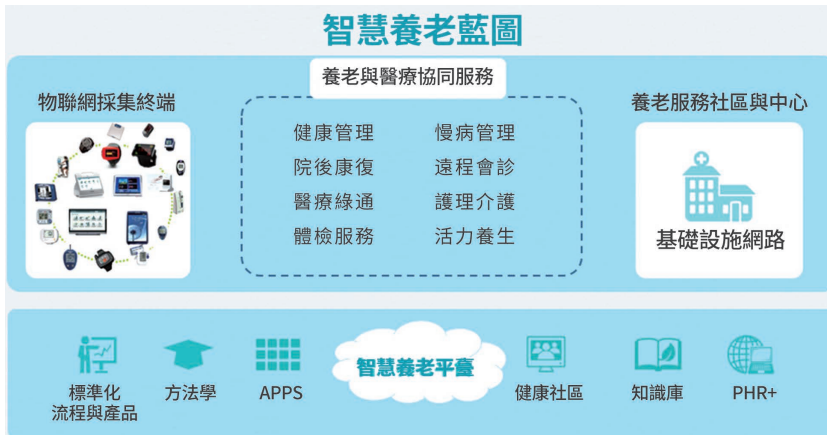 智慧養老藍圖
養老與醫療協同服務
物聯網採集終端
養老服務社區與中心
健康管理 慢病管理
院後康復 遠程會診
醫療綠通 護理介護
體檢服務 活力養生
基礎設施網路
智慧養老平臺
標準化
流程與產品
方法學
APPS
健康社區
知識庫
PHR+